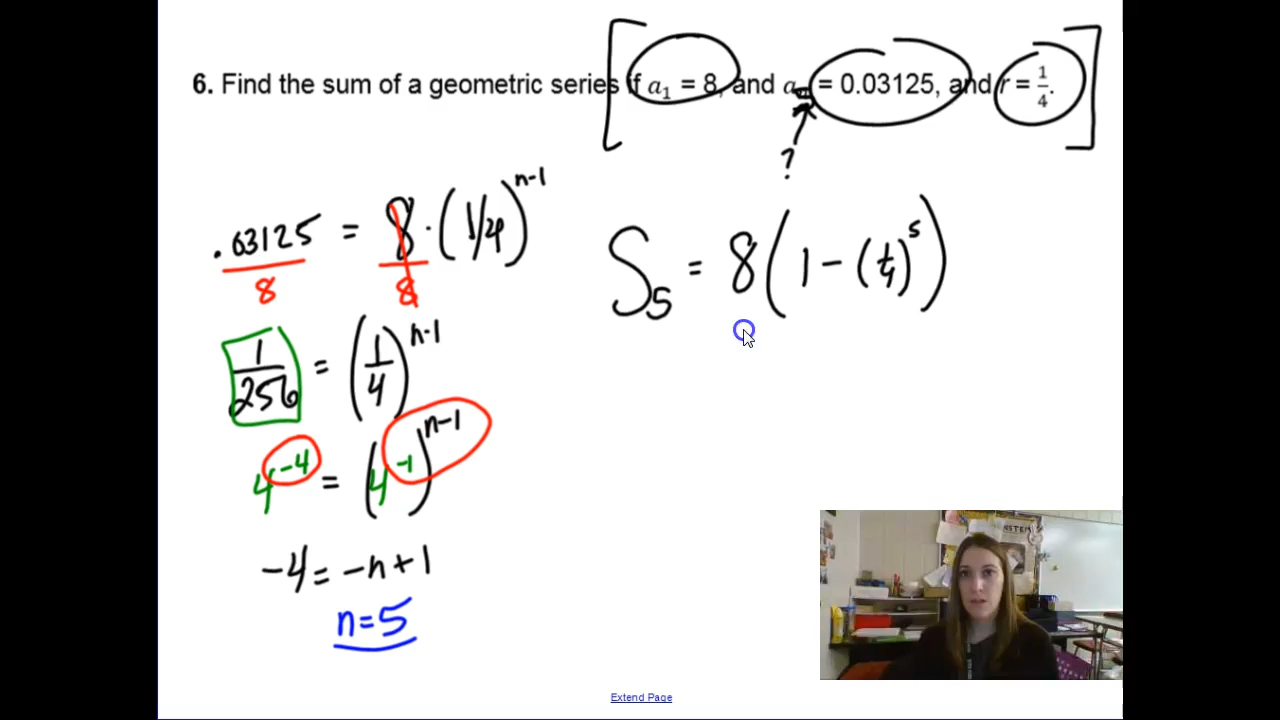 6. Find the sum of a geometric series if a₁ = 8, and aₙ = 0.03125, and r = 1/4.
?
.03125 = 8 · (1/4)ⁿ⁻¹
8 8
S₅ = 8(1 - (1/4)⁵)
1/256 = (1/4)ⁿ⁻¹
4⁻⁴ = (4⁻¹)ⁿ⁻¹
-4 = -n + 1
n = 5
Extend Page